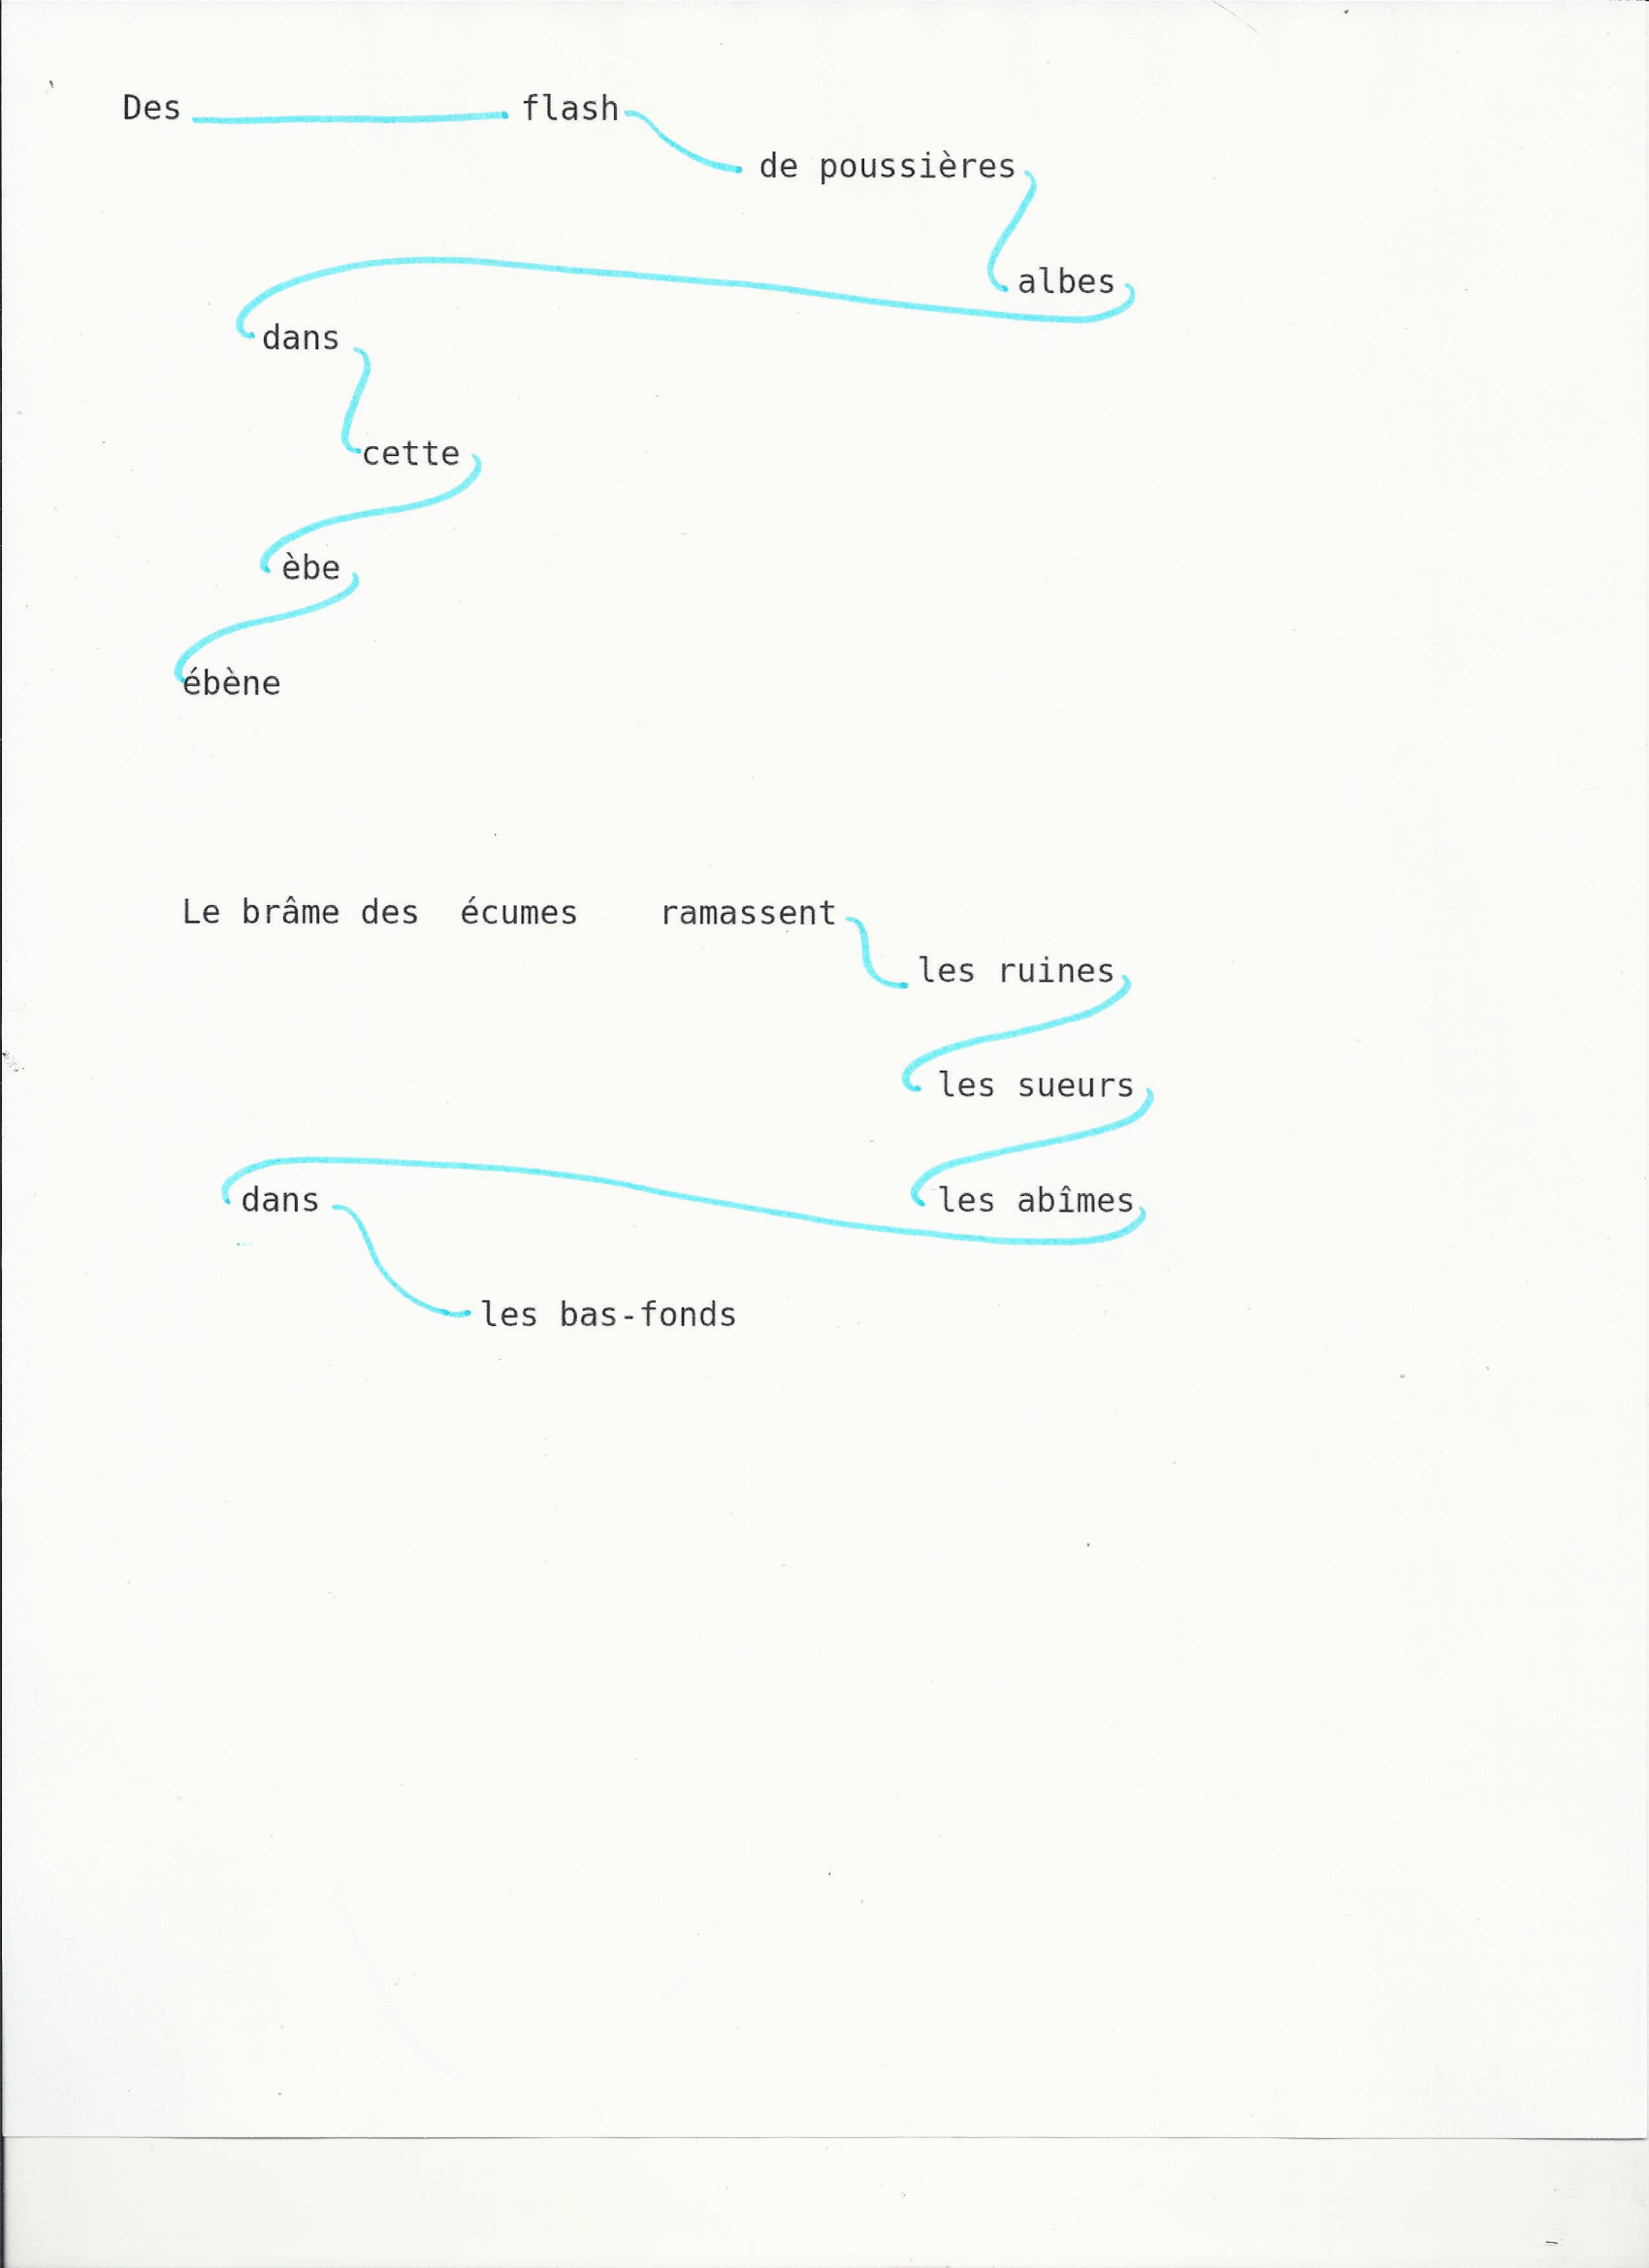 Des flash
de poussières
albes
dans
cette
èbe
ébène
Le brâme des écumes ramassent
les ruines
les sueurs
les abîmes
dans
les bas-fonds